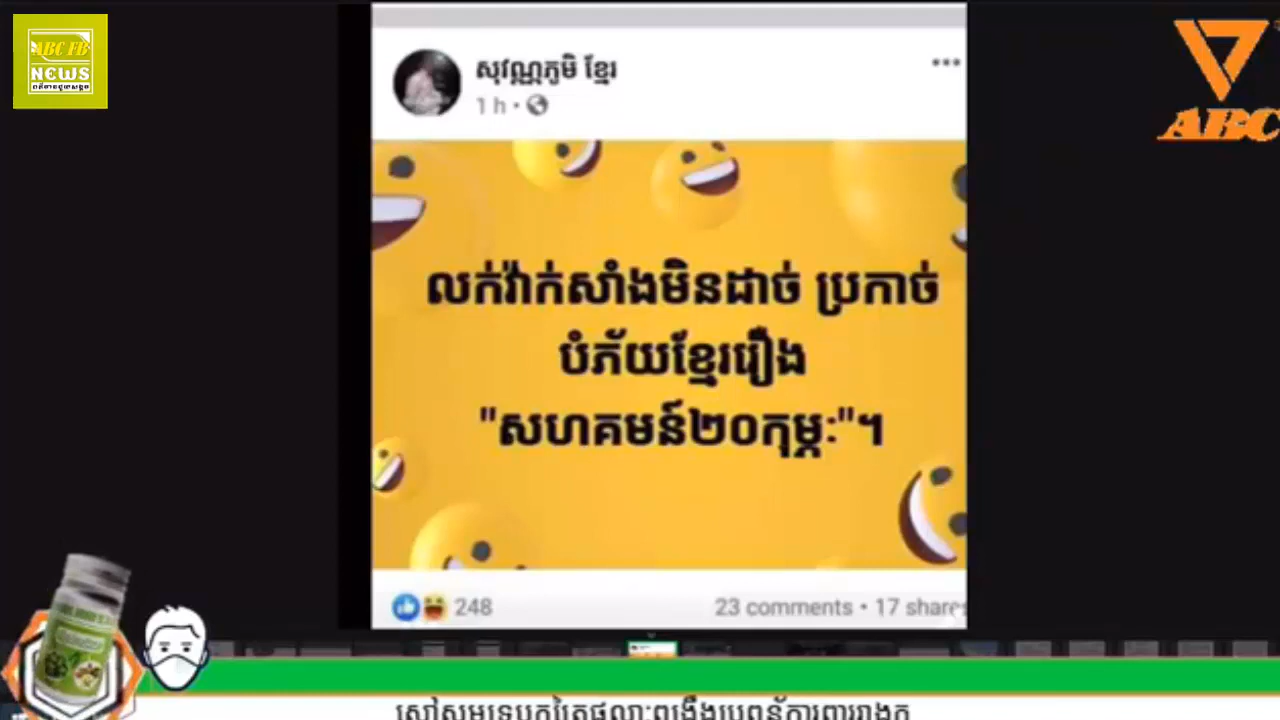 ABC FB
NEWS
ABC
សុវណ្ណភូមិ ខ្មែរ
1 h
លក់វ៉ាក់សាំងមិនដាច់ ប្រកាច់
បំភ័យខ្មែររឿង
"សហគមន៍២០កុម្ភៈ"។
248
23 comments • 17 shares